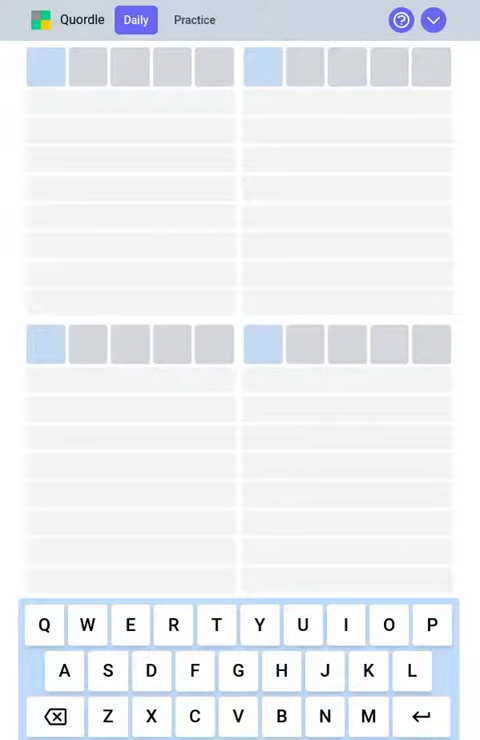 Quordle Daily Practice
Q W E R T Y U I O P
A S D F G H J K L
Z X C V B N M